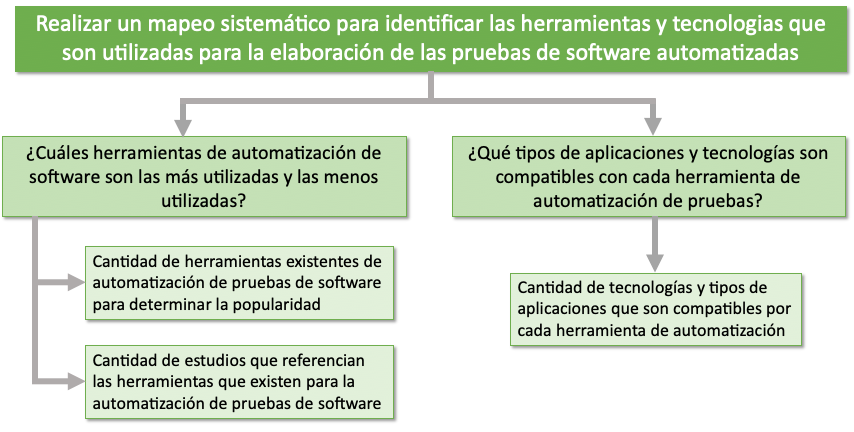 Realizar un mapeo sistemático para identificar las herramientas y tecnologias que
son utilizadas para la elaboración de las pruebas de software automatizadas
¿Cuáles herramientas de automatización de
software son las más utilizadas y las menos
utilizadas?
¿Qué tipos de aplicaciones y tecnologías son
compatibles con cada herramienta de
automatización de pruebas?
Cantidad de herramientas existentes de
automatización de pruebas de software
para determinar la popularidad
Cantidad de tecnologías y tipos de
aplicaciones que son compatibles por
cada herramienta de automatización
Cantidad de estudios que referencian
las herramientas que existen para la
automatización de pruebas de software